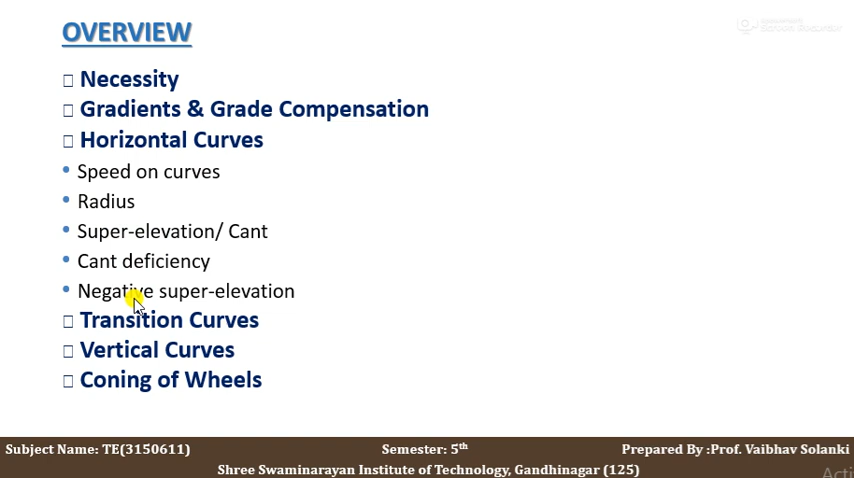 OVERVIEW
Necessity
Gradients & Grade Compensation
Horizontal Curves
• Speed on curves
• Radius
• Super-elevation/ Cant
• Cant deficiency
• Negative super-elevation
Transition Curves
Vertical Curves
Coning of Wheels
Subject Name: TE(3150611) Semester: 5th Prepared By :Prof. Vaibhav Solanki
Shree Swaminarayan Institute of Technology, Gandhinagar (125)
Screen Recorder